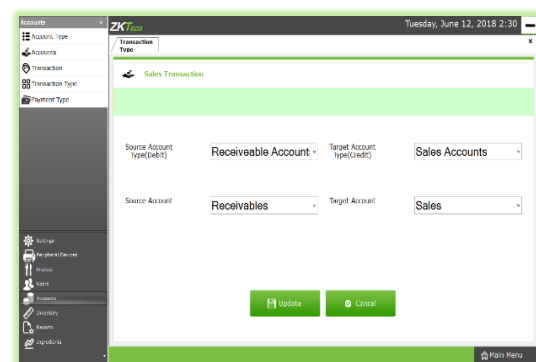 Accounts
ZKTeco
Tuesday, June 12, 2018 2:30
Account Type
Accounts
Transaction
Transaction Type
Payment Type
Transaction
Type
x
Sales Transaction
Source Account
Type(Debit)
Receiveable Account
Target Account
Type(Credit)
Sales Accounts
Source Account
Receivables
Target Account
Sales
Settings
Peripheral Devices
Product
Users
Accounts
Inventory
Reports
Ingredients
Update
Cancel
Main Menu